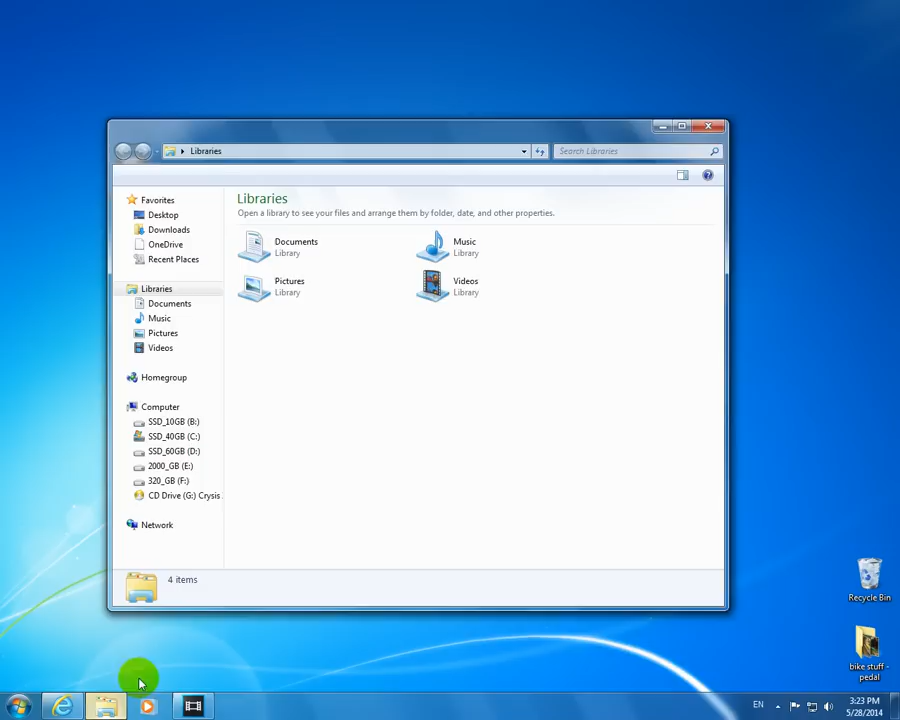 Libraries
Search Libraries
Favorites
Desktop
Downloads
OneDrive
Recent Places
Libraries
Documents
Music
Pictures
Videos
Homegroup
Computer
SSD_10GB (B:)
SSD_40GB (C:)
SSD_60GB (D:)
2000_GB (E:)
320_GB (F:)
CD Drive (G:) Crysis
Network
Libraries
Open a library to see your files and arrange them by folder, date, and other properties.
Documents
Library
Music
Library
Pictures
Library
Videos
Library
4 items
Recycle Bin
bike stuff -
pedal
EN
3:23 PM
5/28/2014